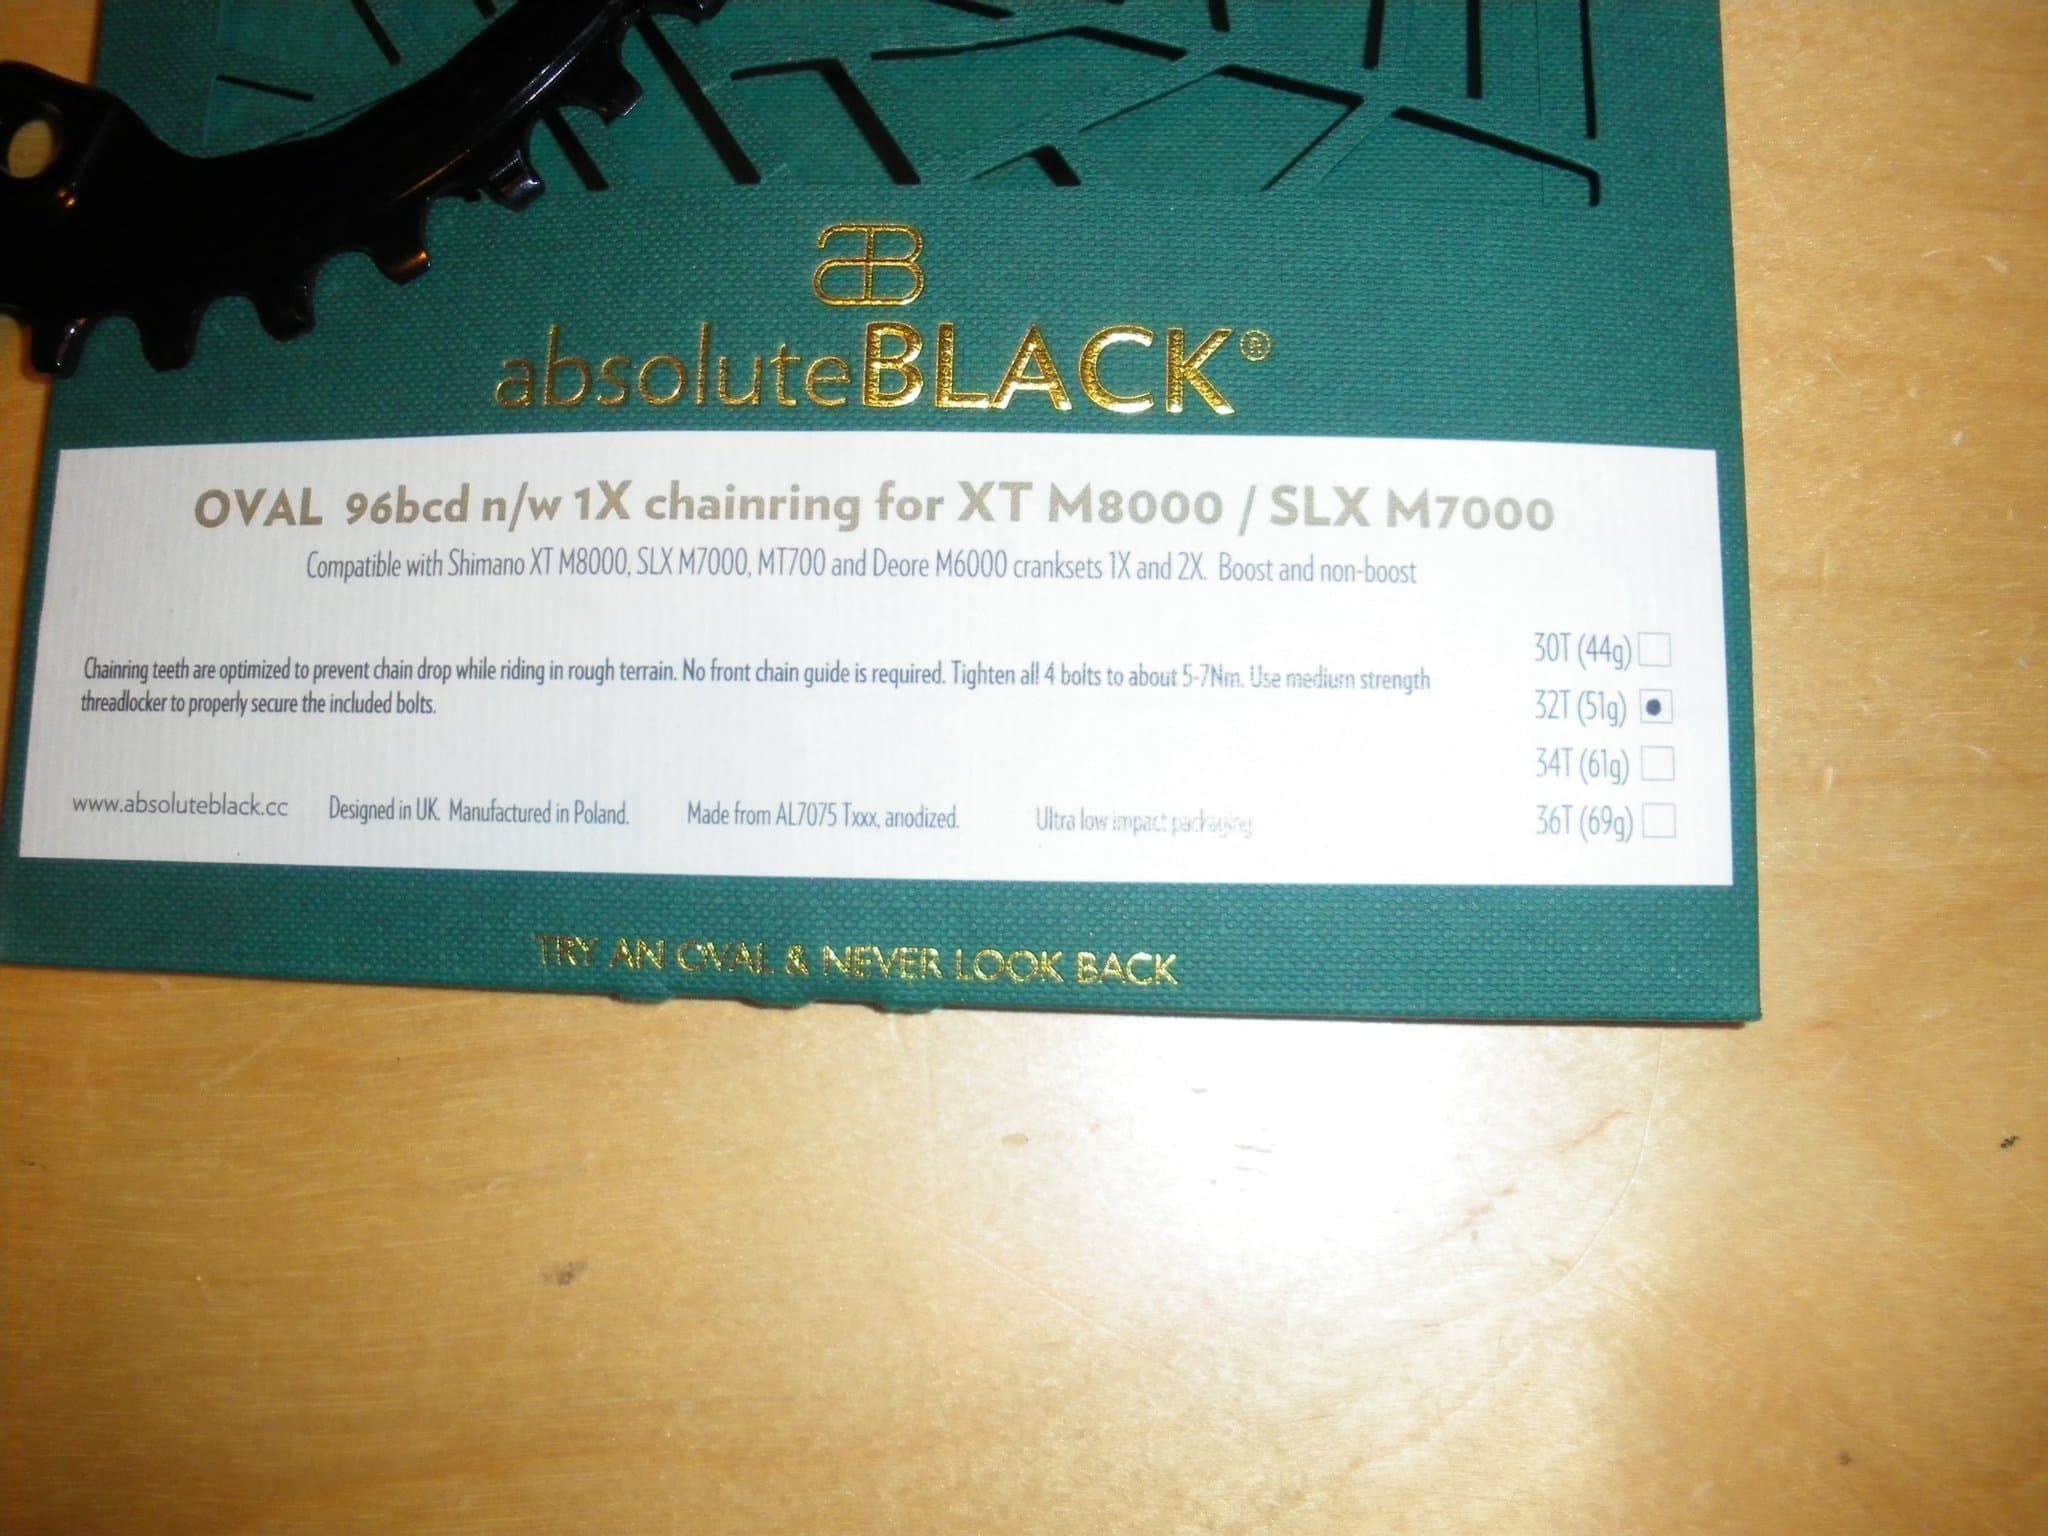 aB
absoluteBLACK®
OVAL 96bcd n/w 1X chainring for XT M8000 / SLX M7000
Compatible with Shimano XT M8000, SLX M7000, MT700 and Deore M6000 cranksets 1X and 2X. Boost and non-boost
30T (44g)
Chainring teeth are optimized to prevent chain drop while riding in rough terrain. No front chain guide is required. Tighten all 4 bolts to about 5-7Nm. Use medium strength
threadlocker to properly secure the included bolts.
32T (51g)
34T (61g)
36T (69g)
www.absoluteblack.cc Designed in UK. Manufactured in Poland. Made from AL7075 Txxx, anodized. Ultra low impact packaging
TRY AN OVAL & NEVER LOOK BACK